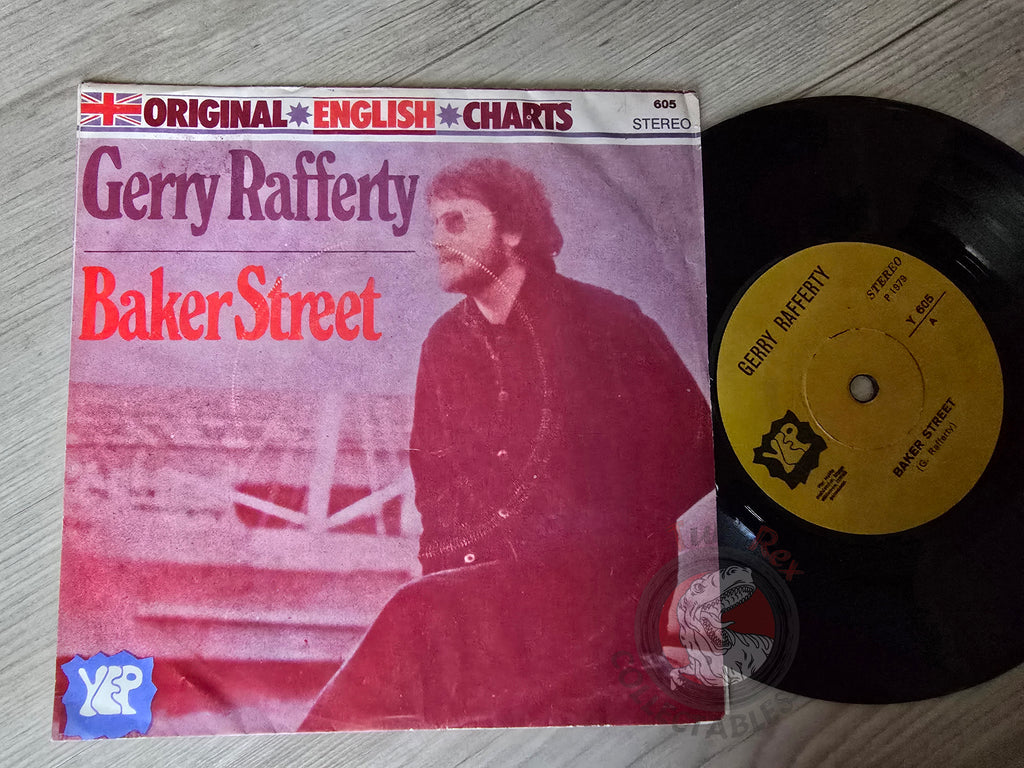 ORIGINAL ENGLISH CHARTS
605
STEREO
Gerry Rafferty
Baker Street
YEP
GERRY RAFFERTY
STEREO
P 1979
Y 605
A
YEP
BAKER STREET
(G. Rafferty)
Rex